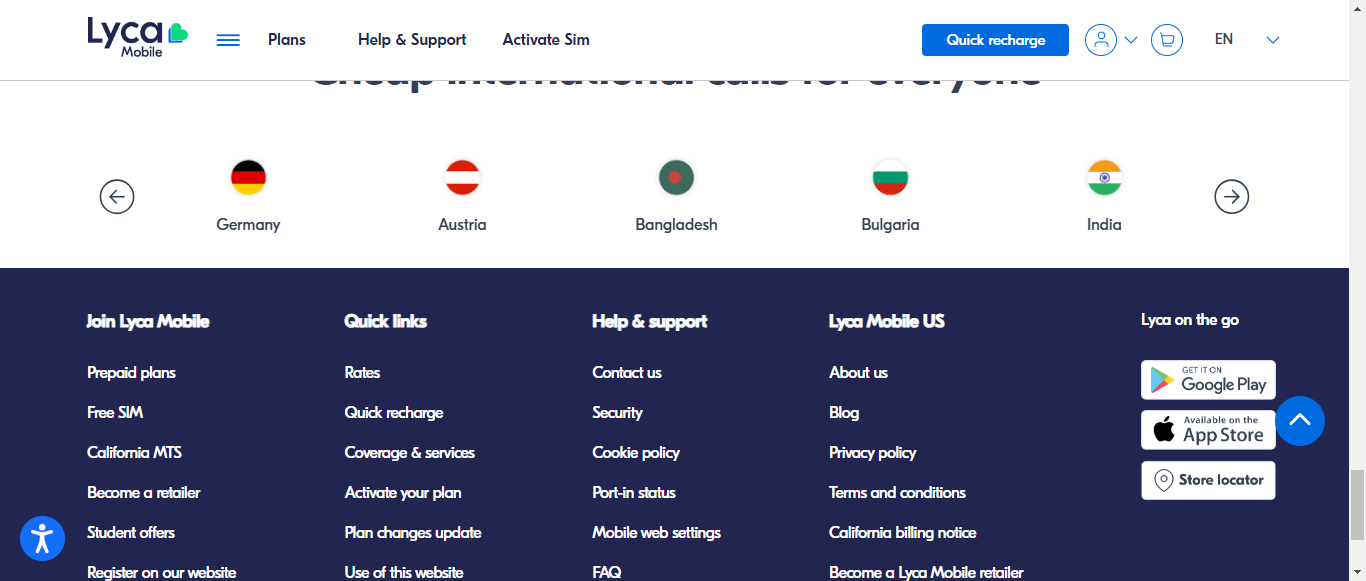 Lyca
Mobile
Plans
Help & Support
Activate Sim
Quick recharge
EN
Cheap international calls for everyone
Germany
Austria
Bangladesh
Bulgaria
India
Join Lyca Mobile
Prepaid plans
Free SIM
California MTS
Become a retailer
Student offers
Register on our website
Quick links
Rates
Quick recharge
Coverage & services
Activate your plan
Plan changes update
Use of this website
Help & support
Contact us
Security
Cookie policy
Port-in status
Mobile web settings
FAQ
Lyca Mobile US
About us
Blog
Privacy policy
Terms and conditions
California billing notice
Become a Lyca Mobile retailer
Lyca on the go
GET IT ON
Google Play
Available on the
App Store
Store locator